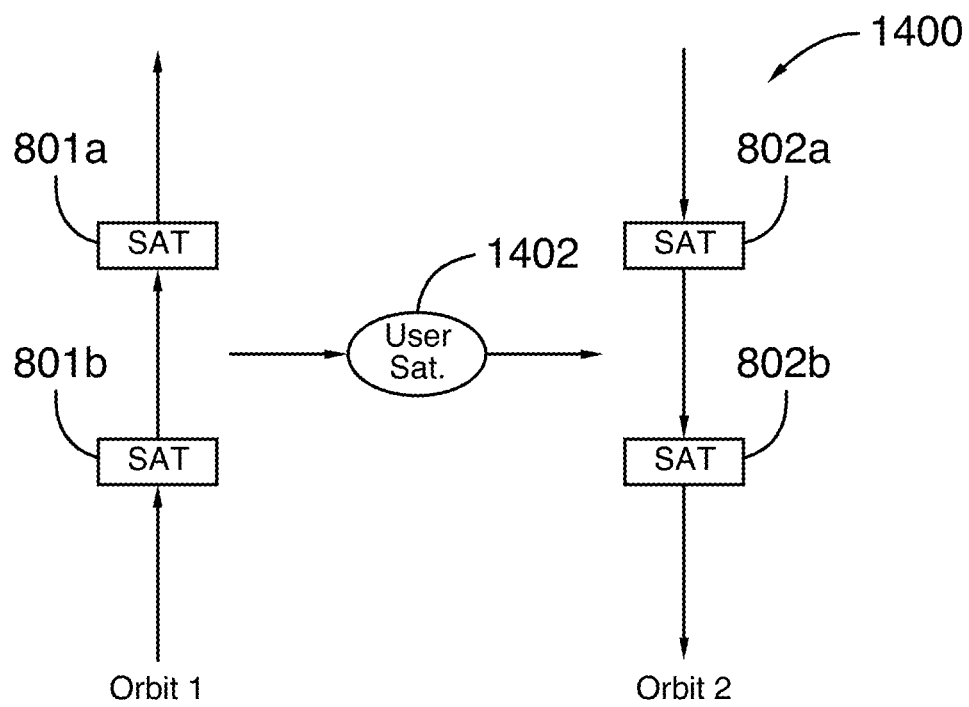 1400
801a
802a
SAT
SAT
1402
User
Sat.
801b
802b
SAT
SAT
Orbit 1
Orbit 2